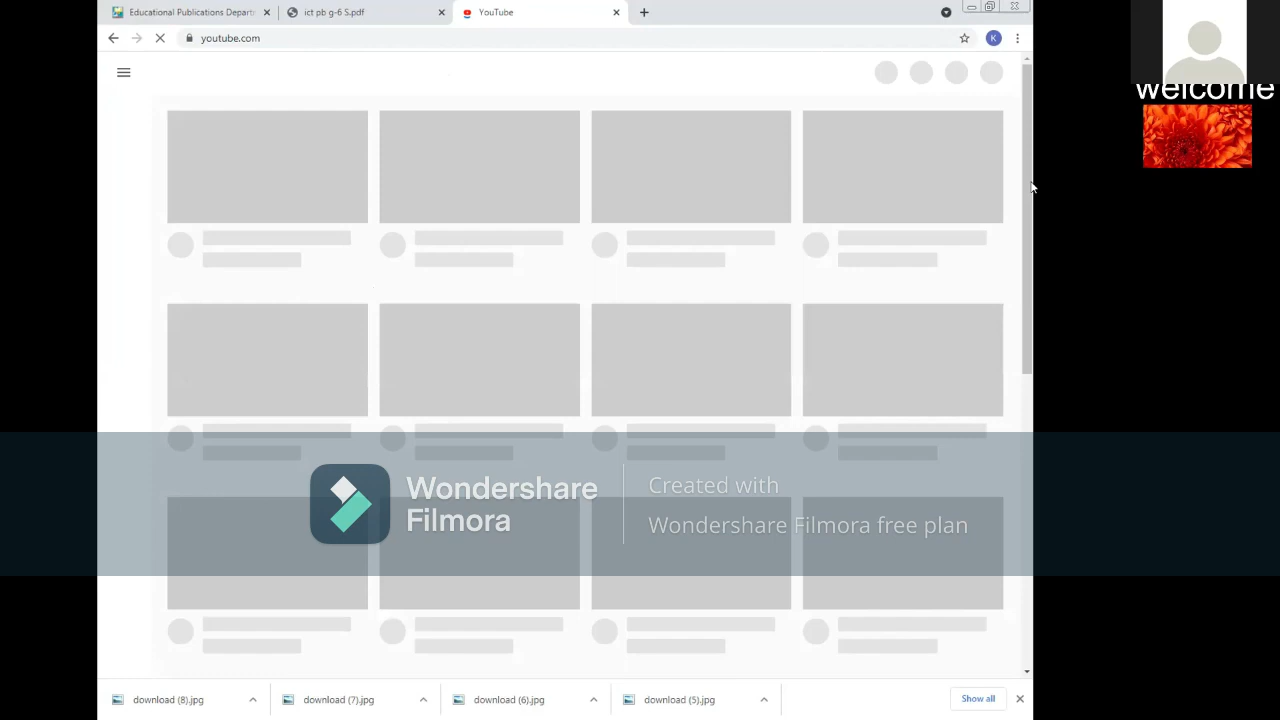 Educational Publications Depart
ict pb g-6 S.pdf
YouTube
youtube.com
K
welcome
Wondershare
Filmora
Created with
Wondershare Filmora free plan
download (8).jpg
download (7).jpg
download (6).jpg
download (5).jpg
Show all